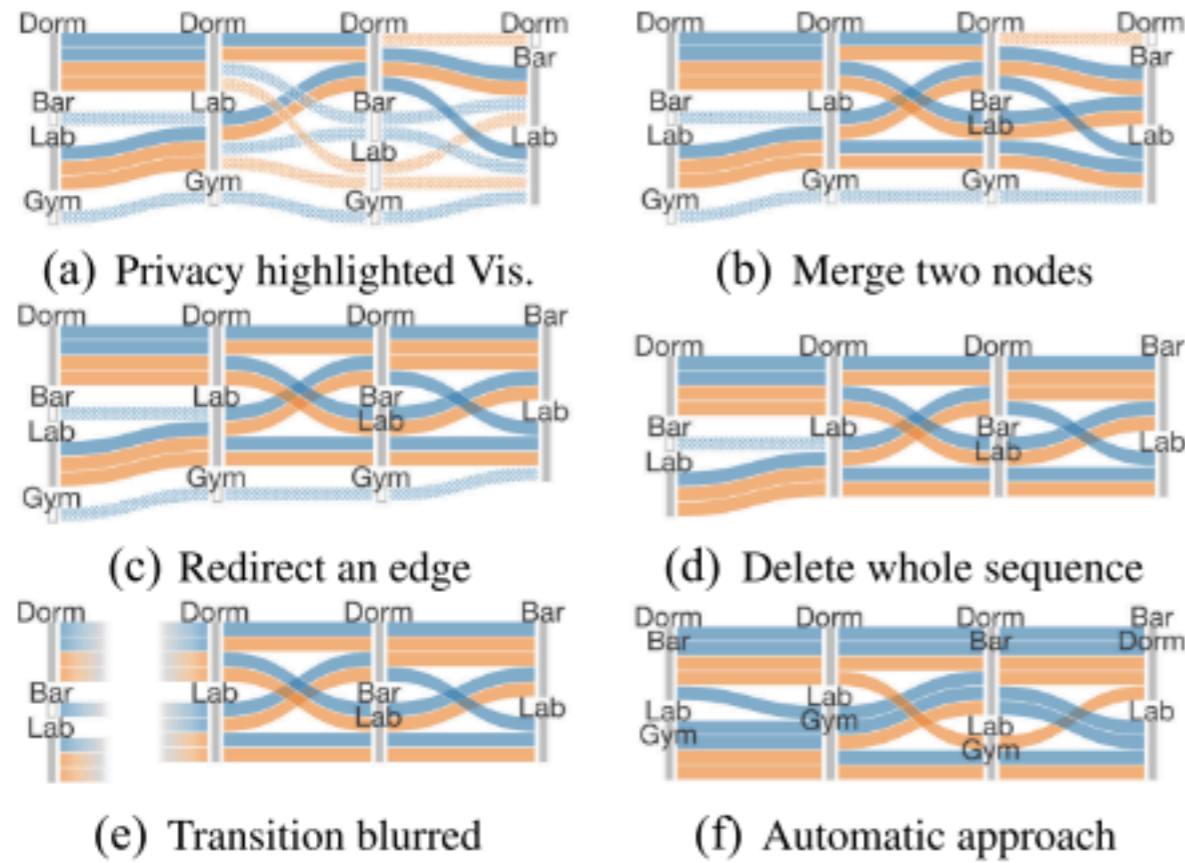 Dorm Dorm Dorm Dorm
Bar
Bar Lab Bar
Lab Lab Lab
Gym Gym Gym
(a) Privacy highlighted Vis.
Dorm Dorm Dorm Dorm
Bar
Bar Lab Bar
Lab Lab Lab
Gym Gym Gym
(b) Merge two nodes
Dorm Dorm Dorm Bar
Bar Lab Bar Lab
Lab Lab
Gym Gym Gym
(c) Redirect an edge
Dorm Dorm Dorm Bar
Bar Lab Bar Lab
Lab Lab
(d) Delete whole sequence
Dorm Dorm Dorm Bar
Bar Lab Bar Lab
Lab Lab
(e) Transition blurred
Dorm Dorm Dorm Bar
Bar Bar Dorm
Lab Lab Lab Lab
Gym Gym Gym
(f) Automatic approach